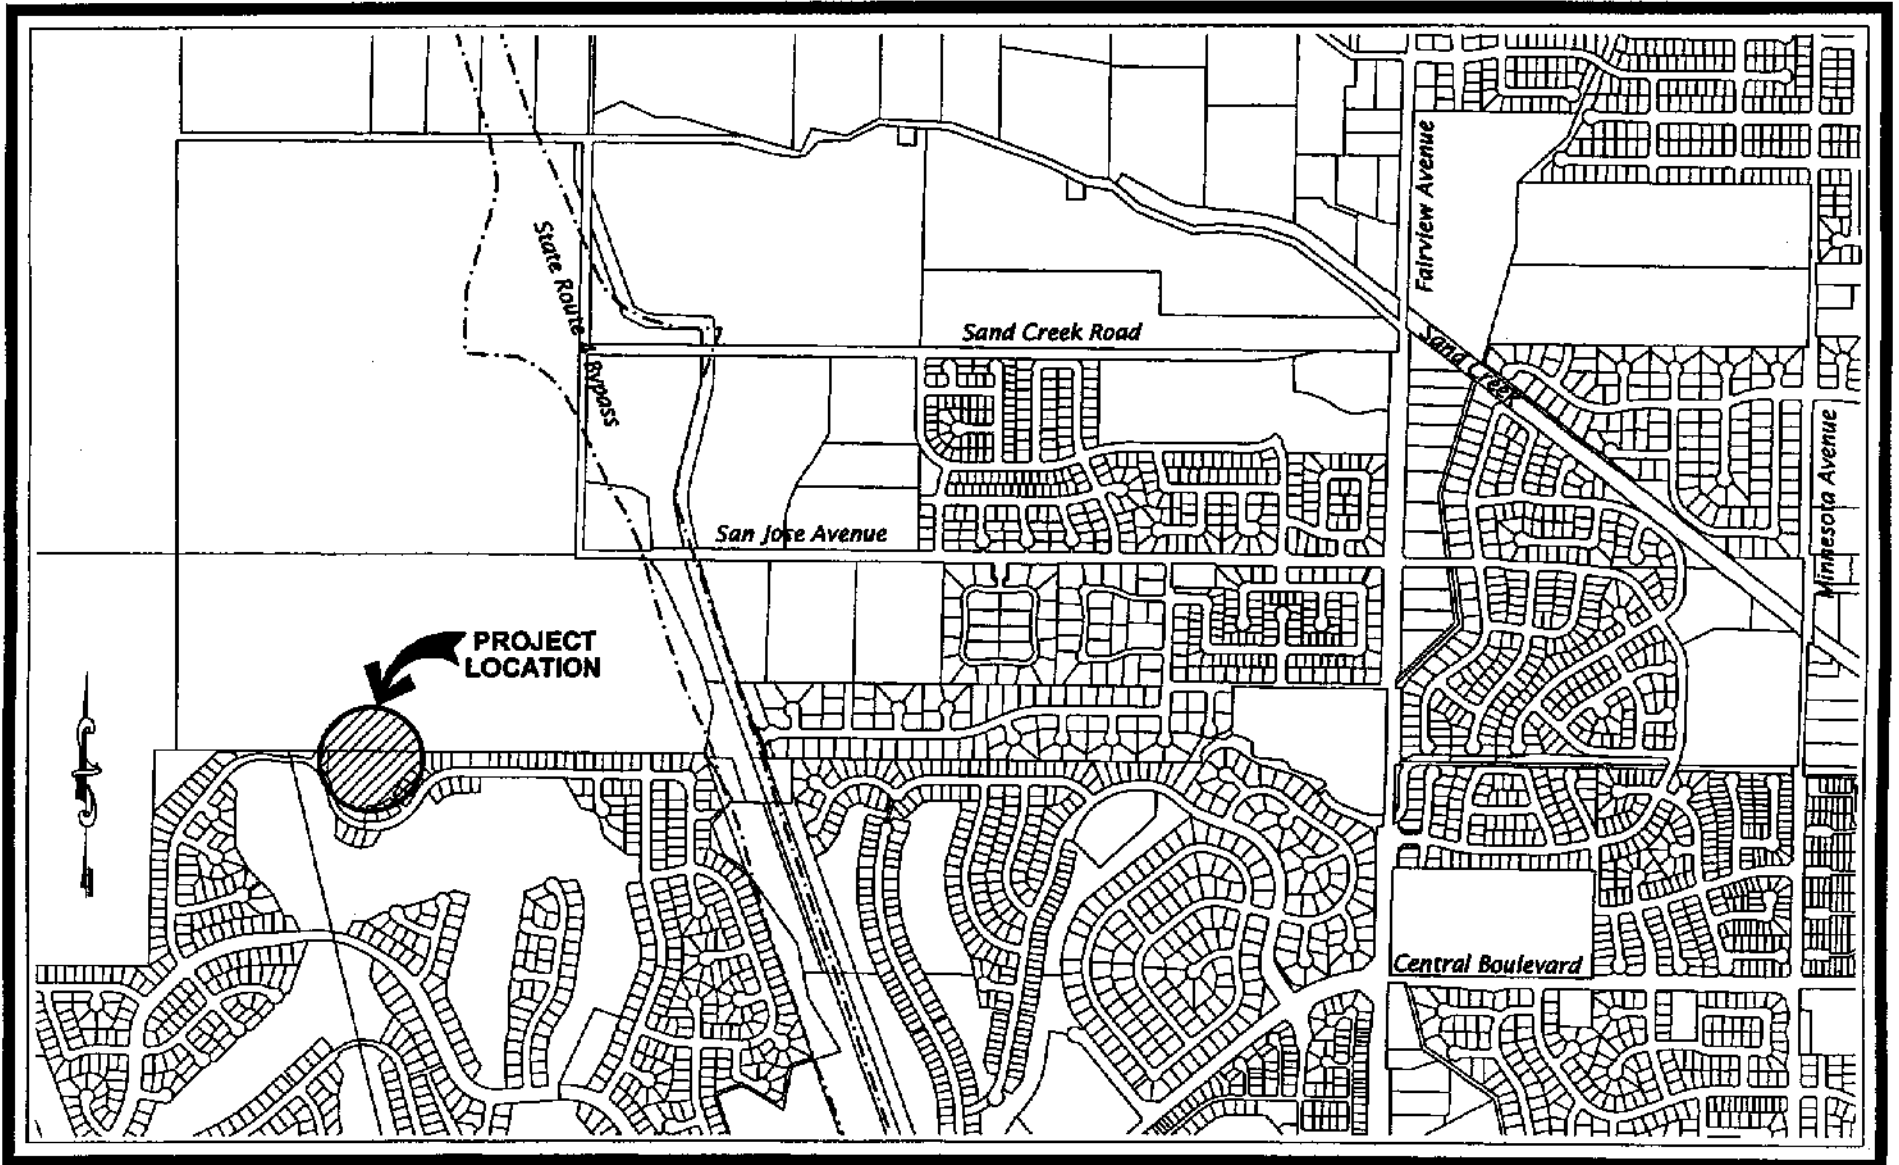 Fairview Avenue
State Route 4 Bypass
Sand Creek Road
Sand Creek
Minnesota Avenue
San Jose Avenue
PROJECT
LOCATION
Central Boulevard